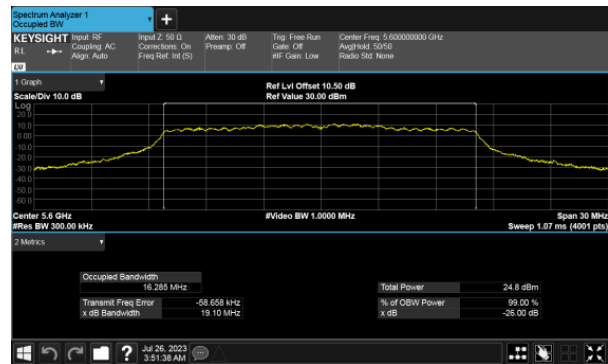 Spectrum Analyzer 1
Occupied BW
+
KEYSIGHT
RL
Input: RF
Coupling: AC
Align: Auto
Input Z: 50 Ω
Corrections: On
Freq Ref: Int (S)
Atten: 30 dB
Preamp: Off
Trig: Free Run
Gate: Off
#IF Gain: Low
Center Freq: 5.600000000 GHz
Avg|Hold: 50/50
Radio Std: None
1 Graph
Scale/Div 10.0 dB
Ref Lvl Offset 10.50 dB
Ref Value 30.00 dBm
Log
20.0
10.0
0.00
-10.0
-20.0
-30.0
-40.0
-50.0
-60.0
Center 5.6 GHz
#Res BW 300.00 kHz
#Video BW 1.0000 MHz
Span 30 MHz
Sweep 1.07 ms (4001 pts)
2 Metrics
Occupied Bandwidth
16.285 MHz
Total Power 24.8 dBm
Transmit Freq Error -58.658 kHz
% of OBW Power 99.00 %
x dB Bandwidth 19.10 MHz
x dB -26.00 dB
?
Jul 26, 2023
3:51:38 AM